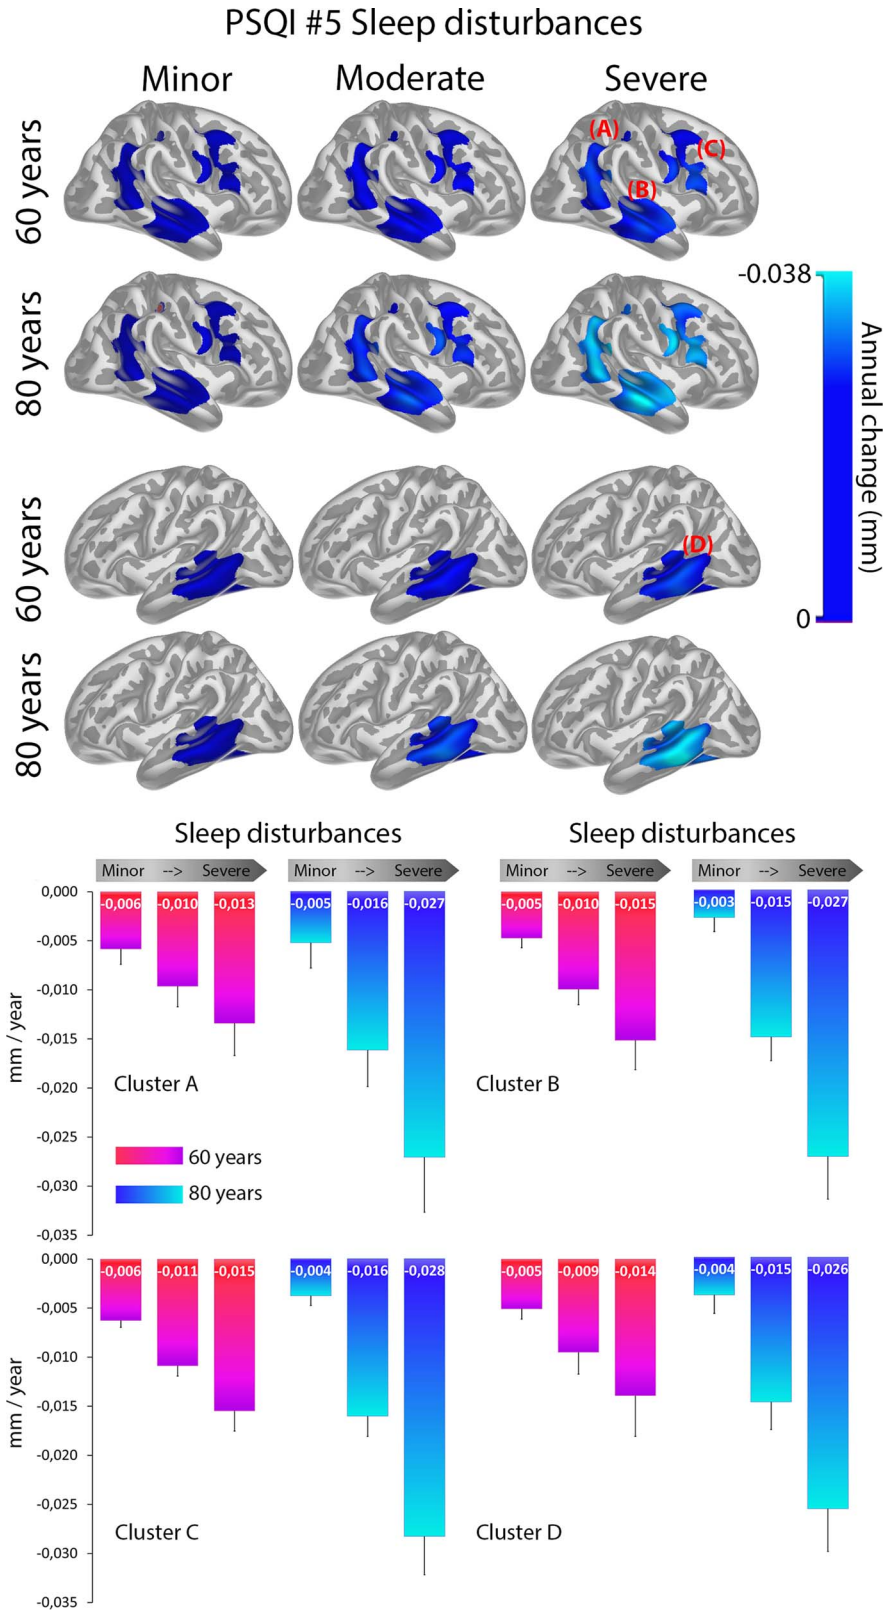 PSQI #5 Sleep disturbances
Minor Moderate Severe
60 years
(A)
(C)
(B)
80 years
-0.038
Annual change (mm)
0
60 years
(D)
80 years
Sleep disturbances Sleep disturbances
Minor --> Severe Minor --> Severe Minor --> Severe Minor --> Severe
0,000
-0,006 -0,010 -0,013 -0,005 -0,016 -0,027 -0,005 -0,010 -0,015 -0,003 -0,015 -0,027
-0,005
-0,010
-0,015
-0,020
-0,025
-0,030
-0,035
mm / year
Cluster A Cluster B
60 years
80 years
0,000
-0,006 -0,011 -0,015 -0,004 -0,016 -0,028 -0,005 -0,009 -0,014 -0,004 -0,015 -0,026
-0,005
-0,010
-0,015
-0,020
-0,025
-0,030
-0,035
mm / year
Cluster C Cluster D